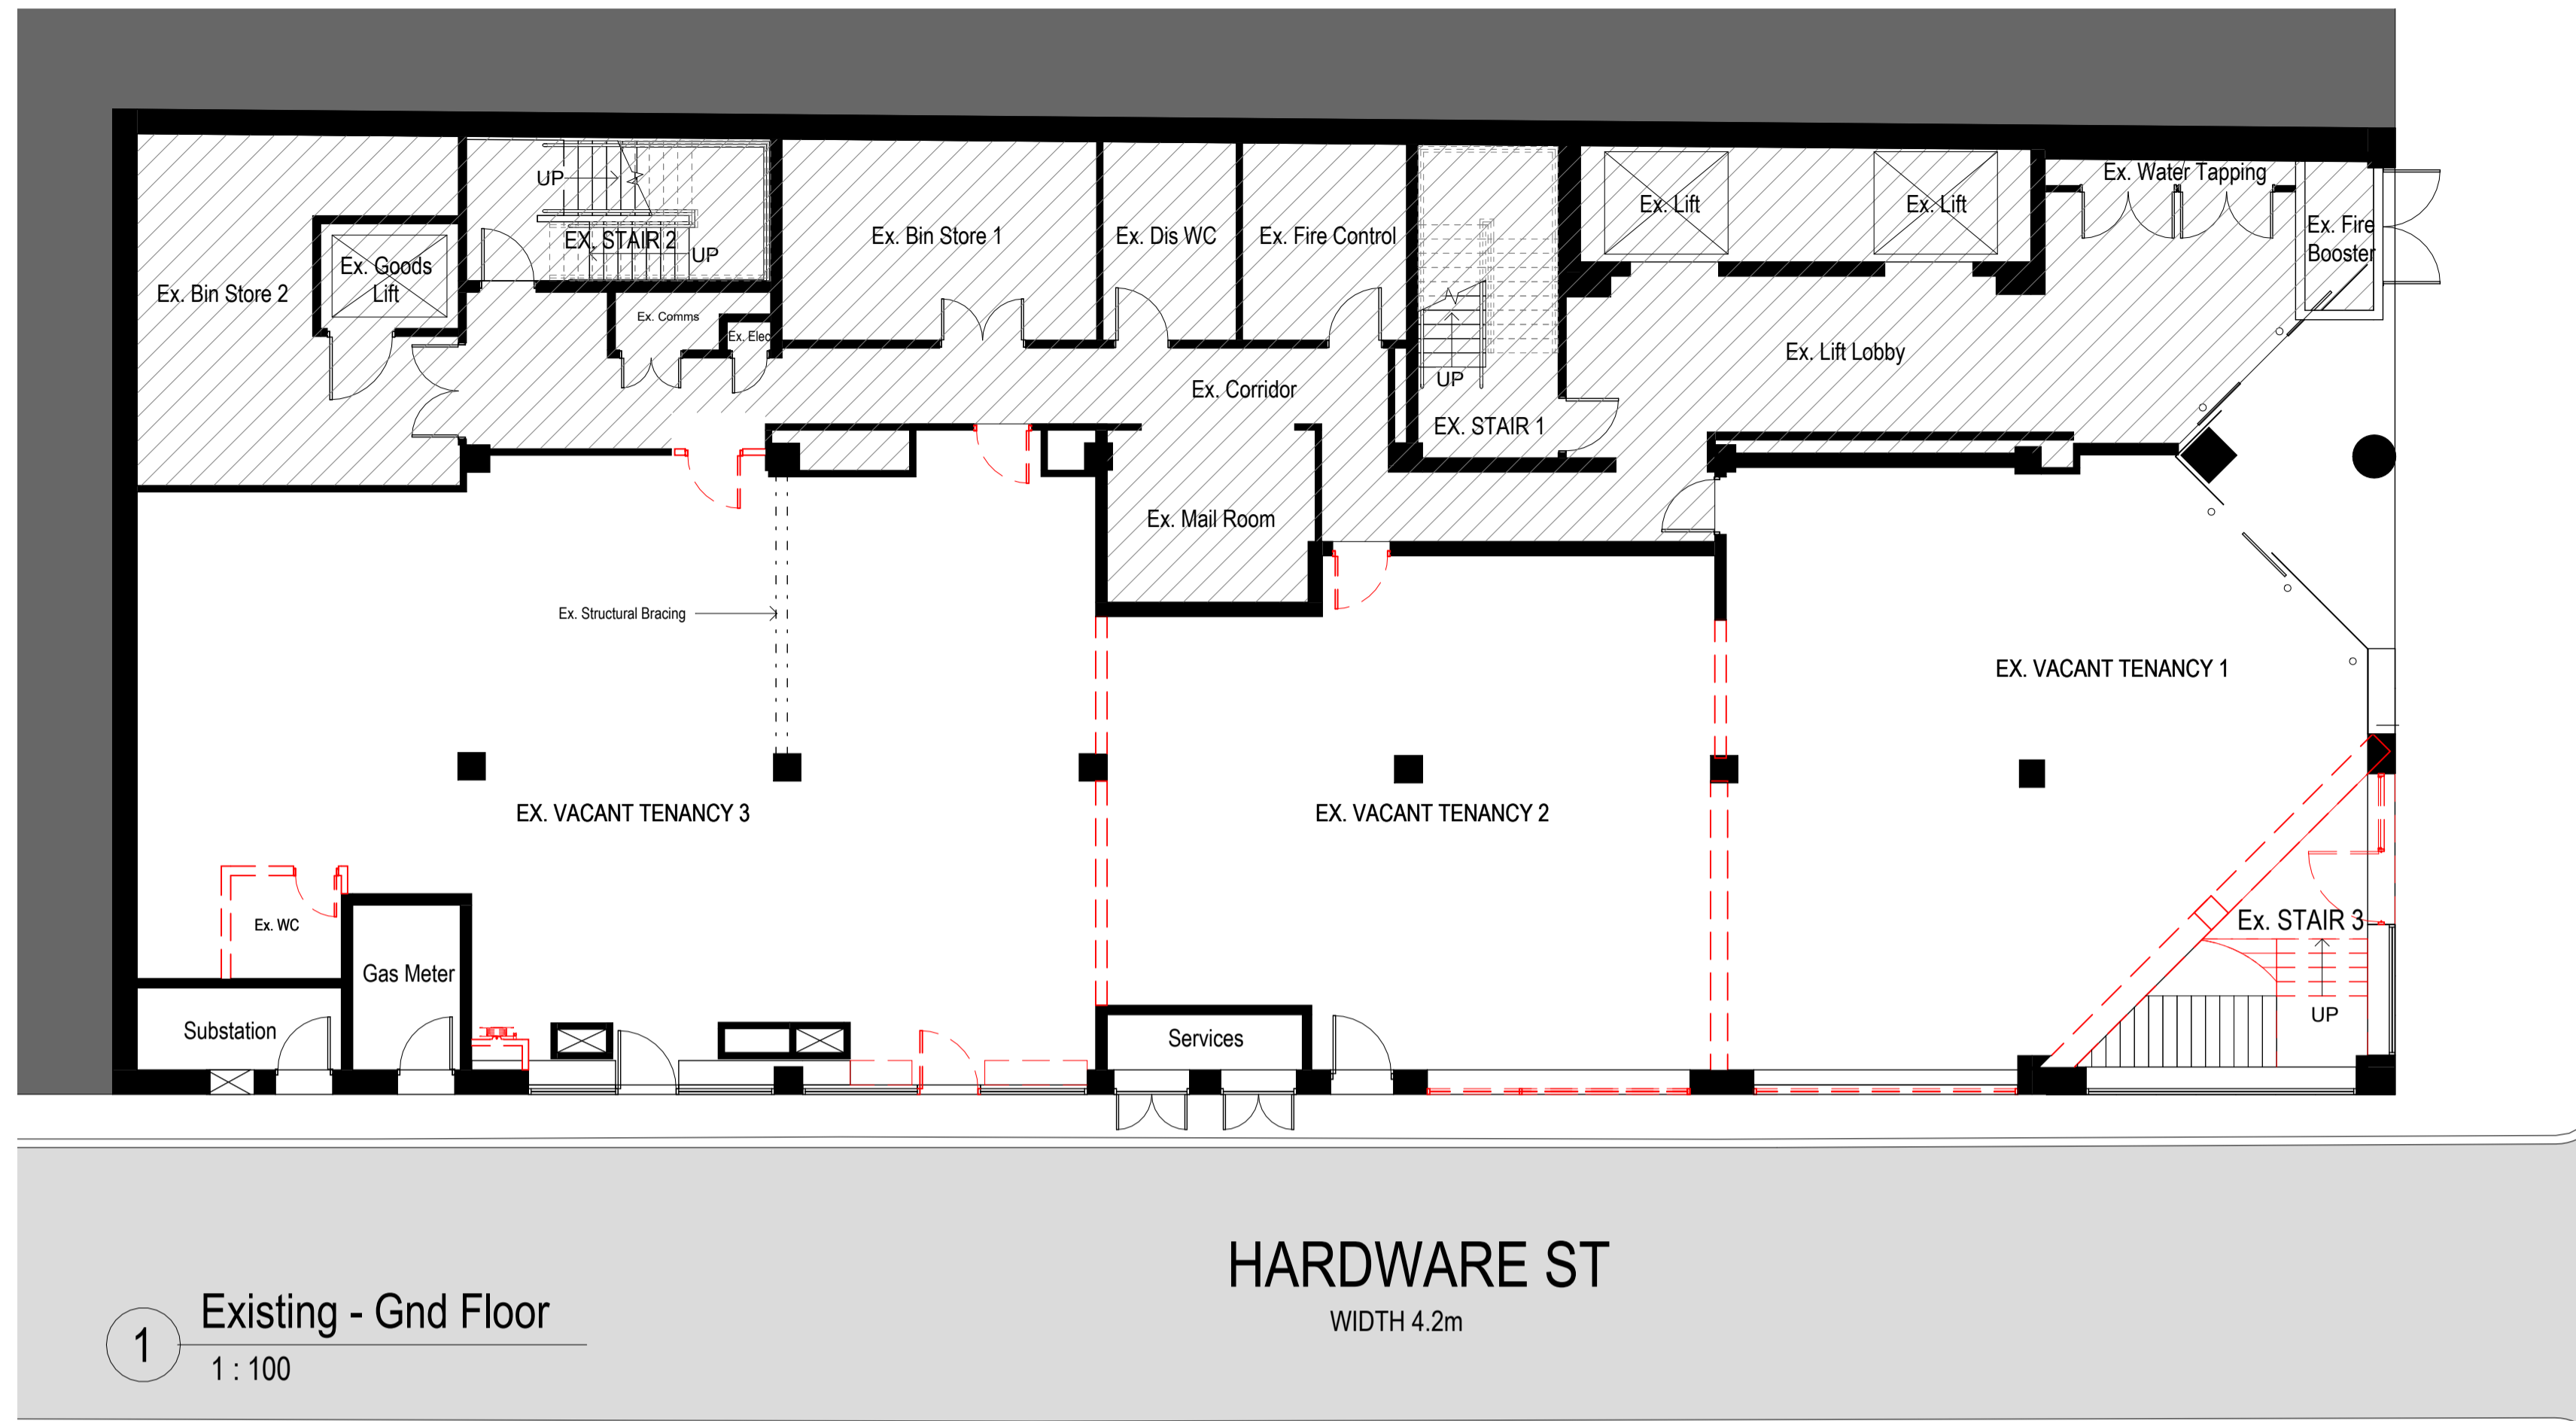 Ex. Water Tapping
UP
Ex. Lift
Ex. Lift
EX. STAIR 2
UP
Ex. Bin Store 1
Ex. Dis WC
Ex. Fire Control
Ex. Fire
Booster
Ex. Goods
Lift
Ex. Bin Store 2
Ex. Comms
Ex. Elec
Ex. Lift Lobby
UP
Ex. Corridor
EX. STAIR 1
Ex. Mail Room
Ex. Structural Bracing
EX. VACANT TENANCY 1
EX. VACANT TENANCY 3
EX. VACANT TENANCY 2
Ex. WC
Ex. STAIR 3
Gas Meter
UP
Substation
Services
HARDWARE ST
WIDTH 4.2m
1
Existing - Gnd Floor
1 : 100